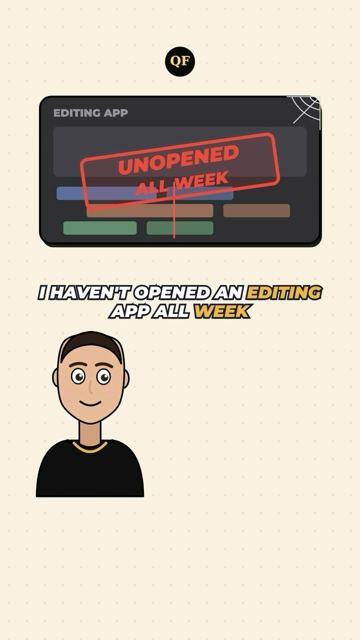 QF
EDITING APP
UNOPENED
ALL WEEK
I HAVEN'T OPENED AN EDITING
APP ALL WEEK